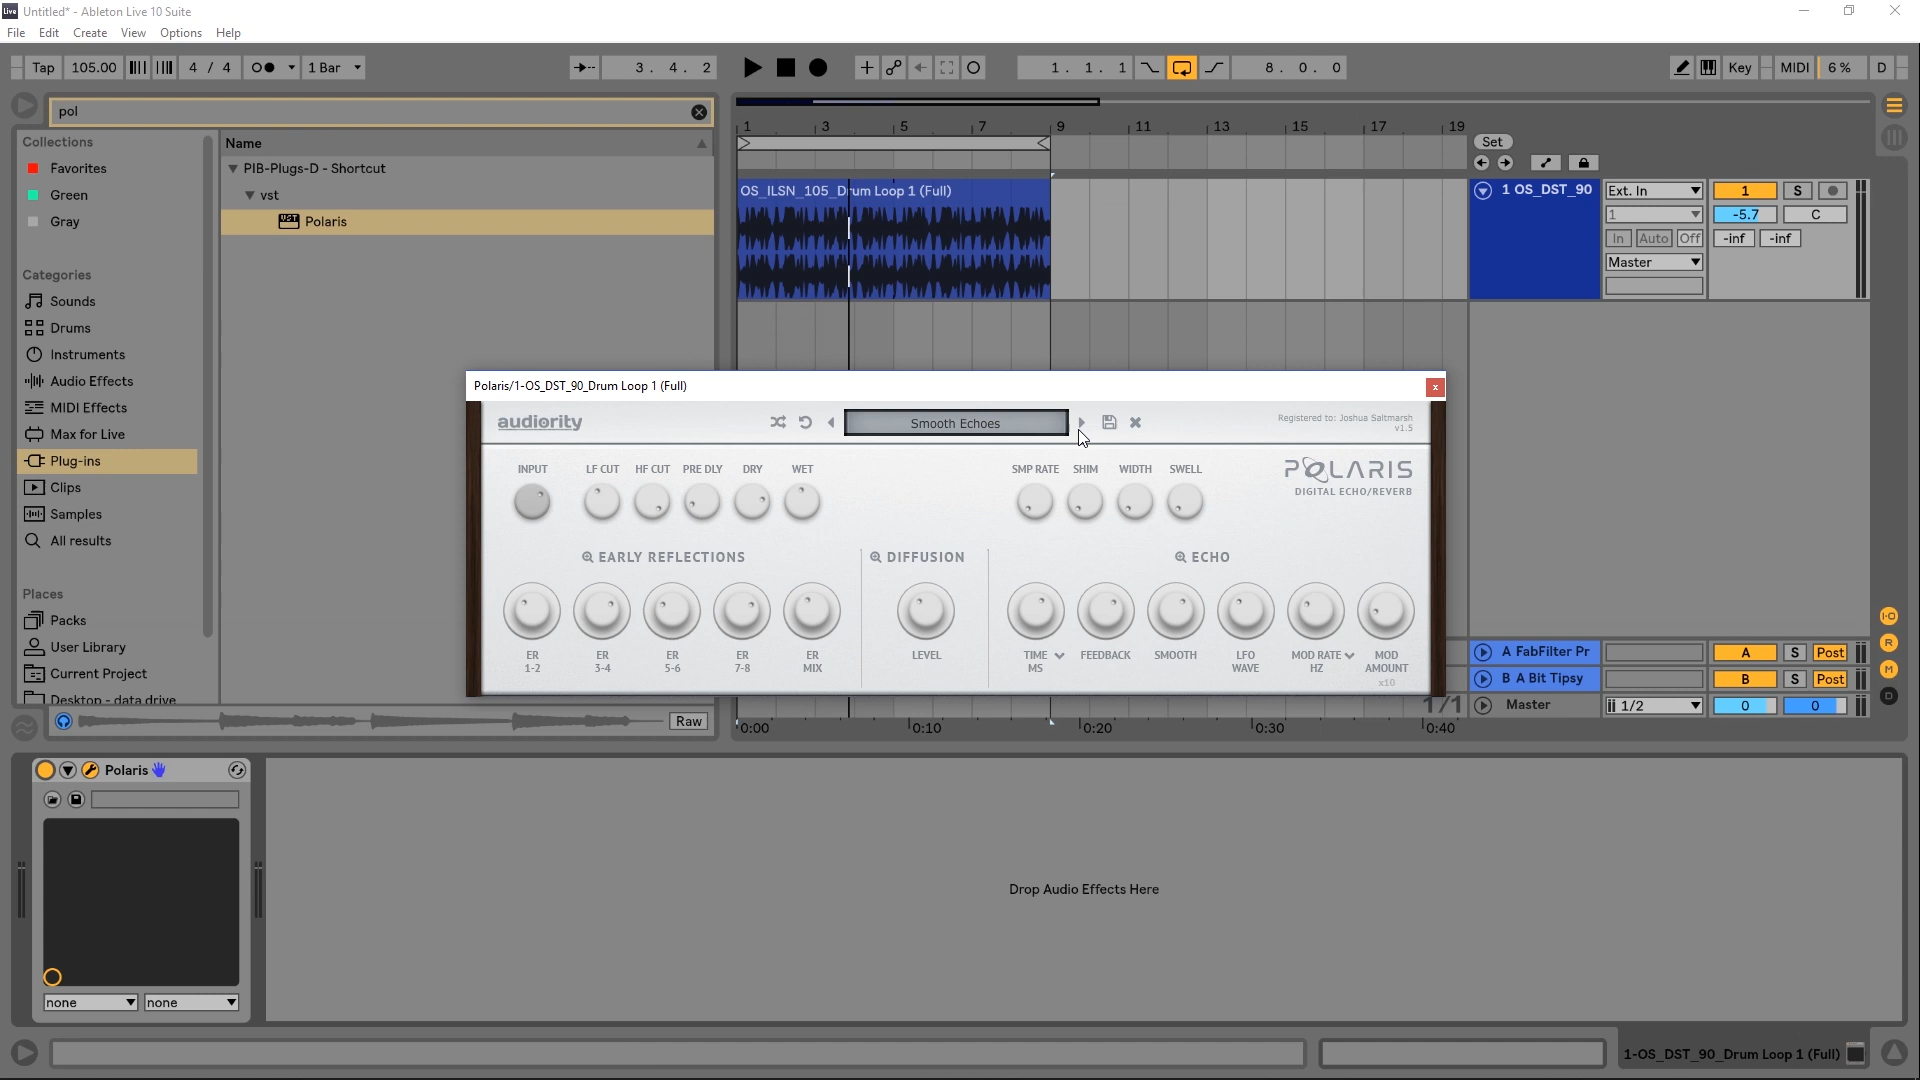 Live Untitled* - Ableton Live 10 Suite
File Edit Create View Options Help
Tap 105.00 4 / 4 1 Bar 3. 4. 2 1. 1. 1 8. 0. 0 Key MIDI 6 % D
pol
Collections
Favorites
Green
Gray
Categories
Sounds
Drums
Instruments
Audio Effects
MIDI Effects
Max for Live
Plug-ins
Clips
Samples
All results
Places
Packs
User Library
Current Project
Desktop - data drive
Name
PIB-Plugs-D - Shortcut
vst
VST Polaris
Raw
1 3 5 7 9 11 13 15 17 19
Set
OS_ILSN_105_Drum Loop 1 (Full)
1 OS_DST_90 Ext. In 1 S
1 -5.7 C
In Auto Off -inf -inf
Master
Polaris/1-OS_DST_90_Drum Loop 1 (Full) x
audiority Smooth Echoes Registered to: Joshua Saltmarsh
v1.5
INPUT LF CUT HF CUT PRE DLY DRY WET SMP RATE SHIM WIDTH SWELL POLARIS
DIGITAL ECHO/REVERB
EARLY REFLECTIONS DIFFUSION ECHO
ER 1-2
ER 3-4
ER 5-6
ER 7-8
ER MIX
LEVEL
TIME MS
FEEDBACK
SMOOTH
LFO WAVE
MOD RATE HZ
MOD AMOUNT
x10
I-O
R
M
D
A FabFilter Pr A S Post
B A Bit Tipsy B S Post
1/1 Master 1/2 0 0
0:00 0:10 0:20 0:30 0:40
Polaris
none none
Drop Audio Effects Here
1-OS_DST_90_Drum Loop 1 (Full)